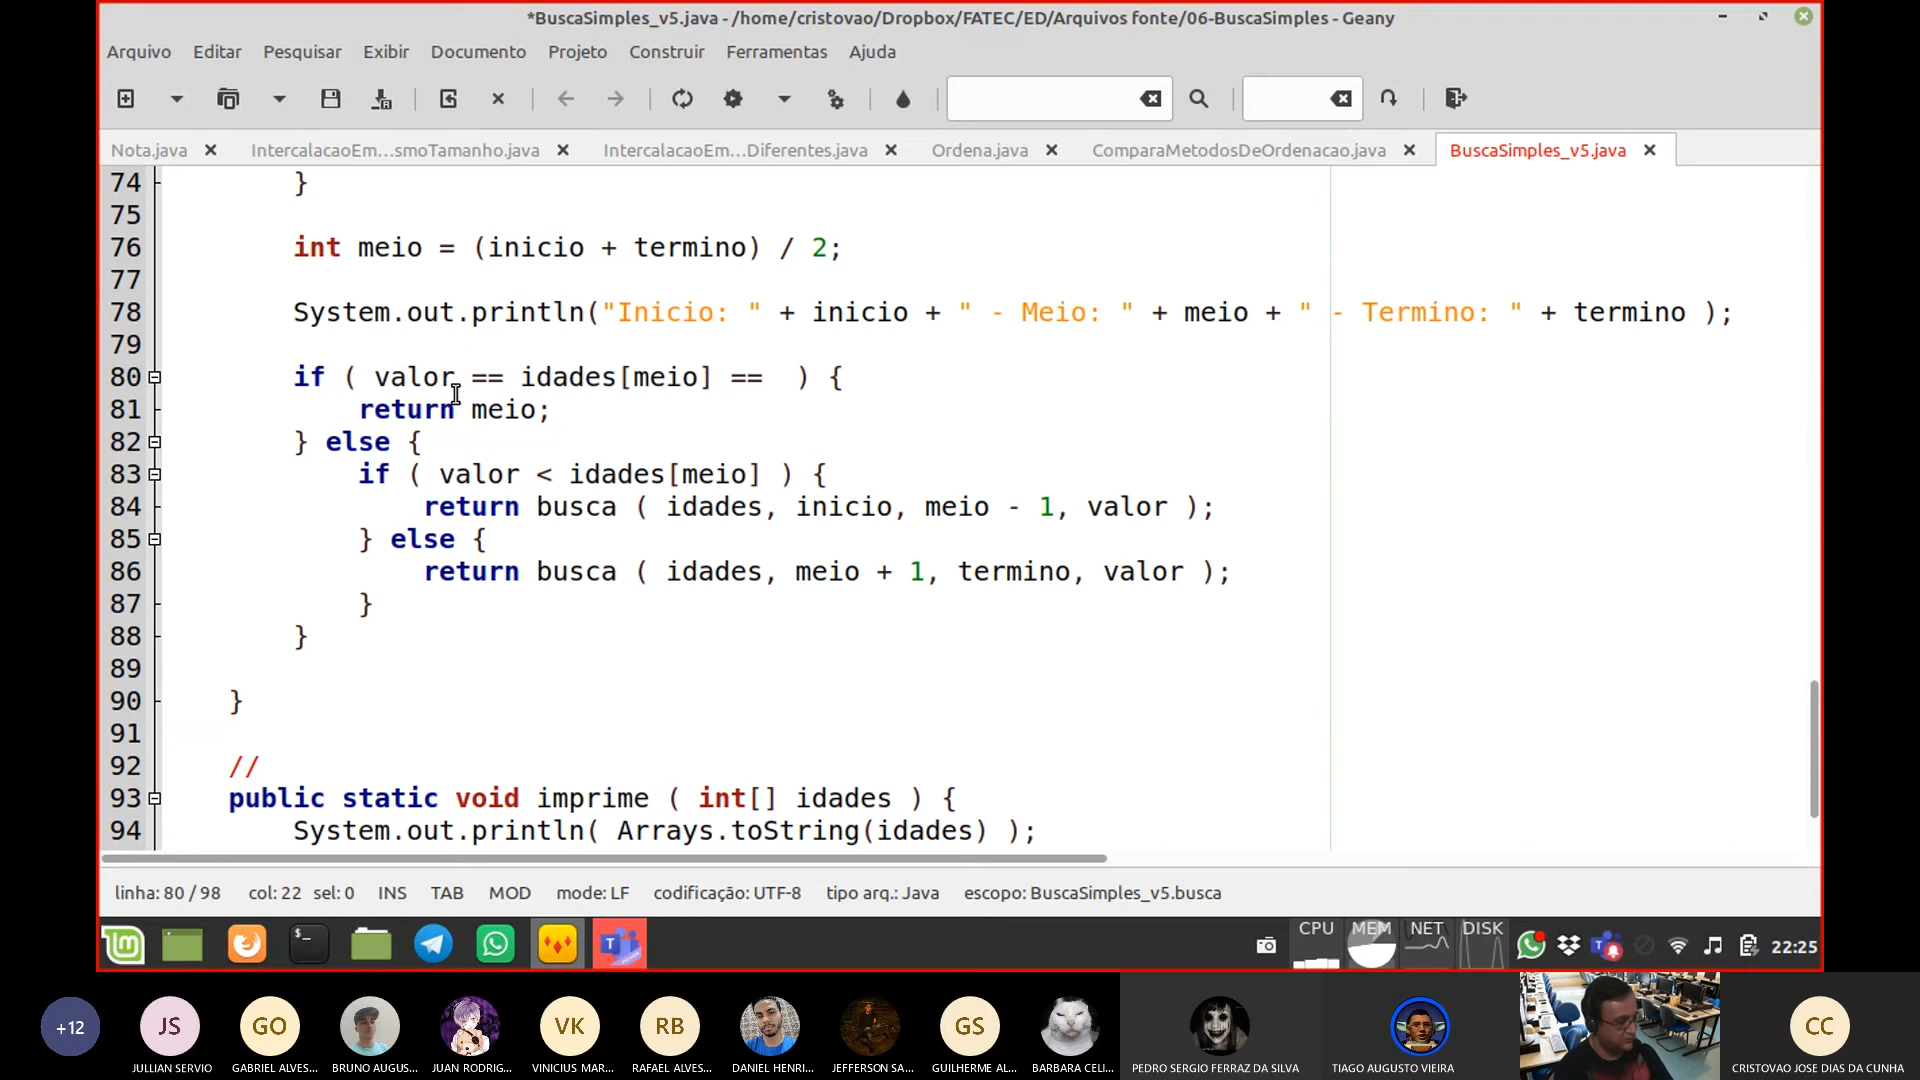 *BuscaSimples_v5.java - /home/cristovao/Dropbox/FATEC/ED/Arquivos fonte/06-BuscaSimples - Geany
Arquivo Editar Pesquisar Exibir Documento Projeto Construir Ferramentas Ajuda
Nota.java IntercalacaoEm...smoTamanho.java IntercalacaoEm...Diferentes.java Ordena.java ComparaMetodosDeOrdenacao.java BuscaSimples_v5.java
74 }
75
76 int meio = (inicio + termino) / 2;
77
78 System.out.println("Inicio: " + inicio + " - Meio: " + meio + " - Termino: " + termino );
79
80 if ( valor == idades[meio] ==  ) {
81 return meio;
82 } else {
83 if ( valor < idades[meio] ) {
84 return busca ( idades, inicio, meio - 1, valor );
85 } else {
86 return busca ( idades, meio + 1, termino, valor );
87 }
88 }
89
90 }
91
92 //
93 public static void imprime ( int[] idades ) {
94 System.out.println( Arrays.toString(idades) );
linha: 80 / 98 col: 22 sel: 0 INS TAB MOD mode: LF codificação: UTF-8 tipo arq.: Java escopo: BuscaSimples_v5.busca
CPU MEM NET DISK 22:25
+12 JS GO VK RB GS CC
JULLIAN SERVIO GABRIEL ALVES... BRUNO AUGUS... JUAN RODRIG... VINICIUS MAR... RAFAEL ALVES... DANIEL HENRI... JEFFERSON SA... GUILHERME AL... BARBARA CELI... PEDRO SERGIO FERRAZ DA SILVA TIAGO AUGUSTO VIEIRA CRISTOVAO JOSE DIAS DA CUNHA